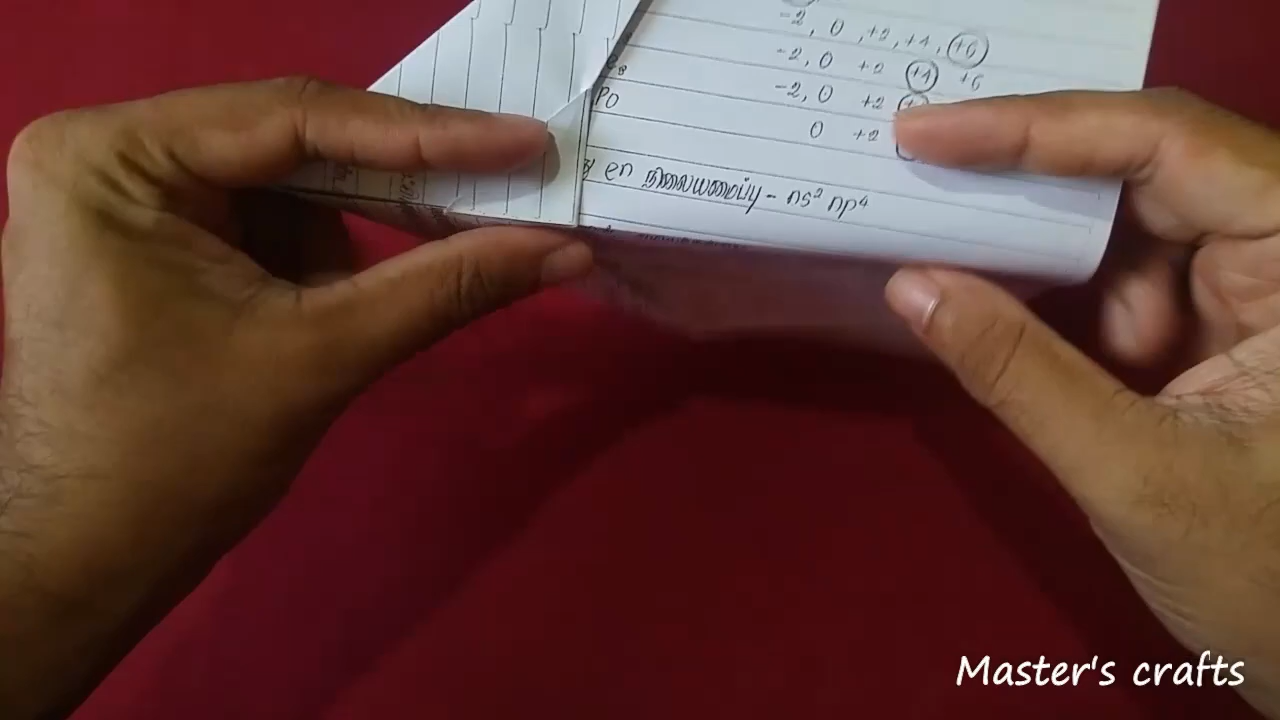 -2, 0, +2, +4, +6
-2, 0 +2 +4 +6
Po -2, 0 +2
0 +2
en நிலையமைப்பு - ns² np⁴
Master's crafts